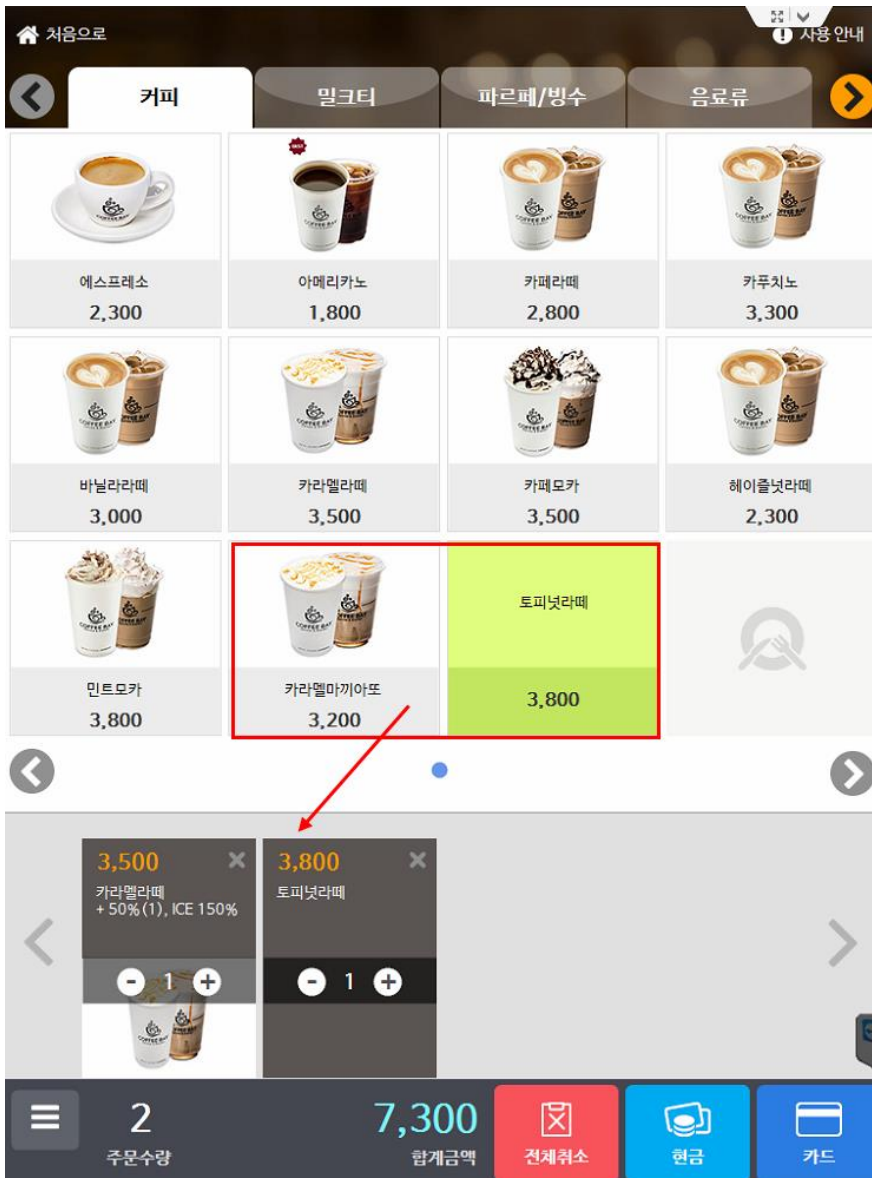 처음으로
사용 안내
커피
밀크티
파르페/빙수
음료류
BEST
에스프레소
2,300
아메리카노
1,800
카페라떼
2,800
카푸치노
3,300
바닐라라떼
3,000
카라멜라떼
3,500
카페모카
3,500
헤이즐넛라떼
2,300
민트모카
3,800
카라멜마끼아또
3,200
토피넛라떼
3,800
COFFEE BAY
3,500
카라멜라떼
+ 50%(1), ICE 150%
- 1 +
3,800
토피넛라떼
- 1 +
2
주문수량
7,300
합계금액
전체취소
현금
카드